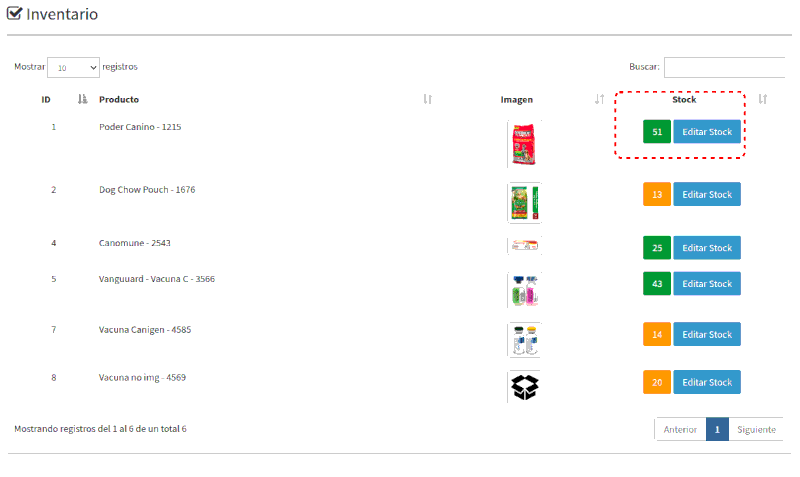 Inventario
Mostrar 10 registros Buscar:
ID Producto Imagen Stock
1 Poder Canino - 1215 51 Editar Stock
2 Dog Chow Pouch - 1676 13 Editar Stock
4 Canomune - 2543 25 Editar Stock
5 Vanguuard - Vacuna C - 3566 43 Editar Stock
7 Vacuna Canigen - 4585 14 Editar Stock
8 Vacuna no img - 4569 20 Editar Stock
Mostrando registros del 1 al 6 de un total 6 Anterior 1 Siguiente